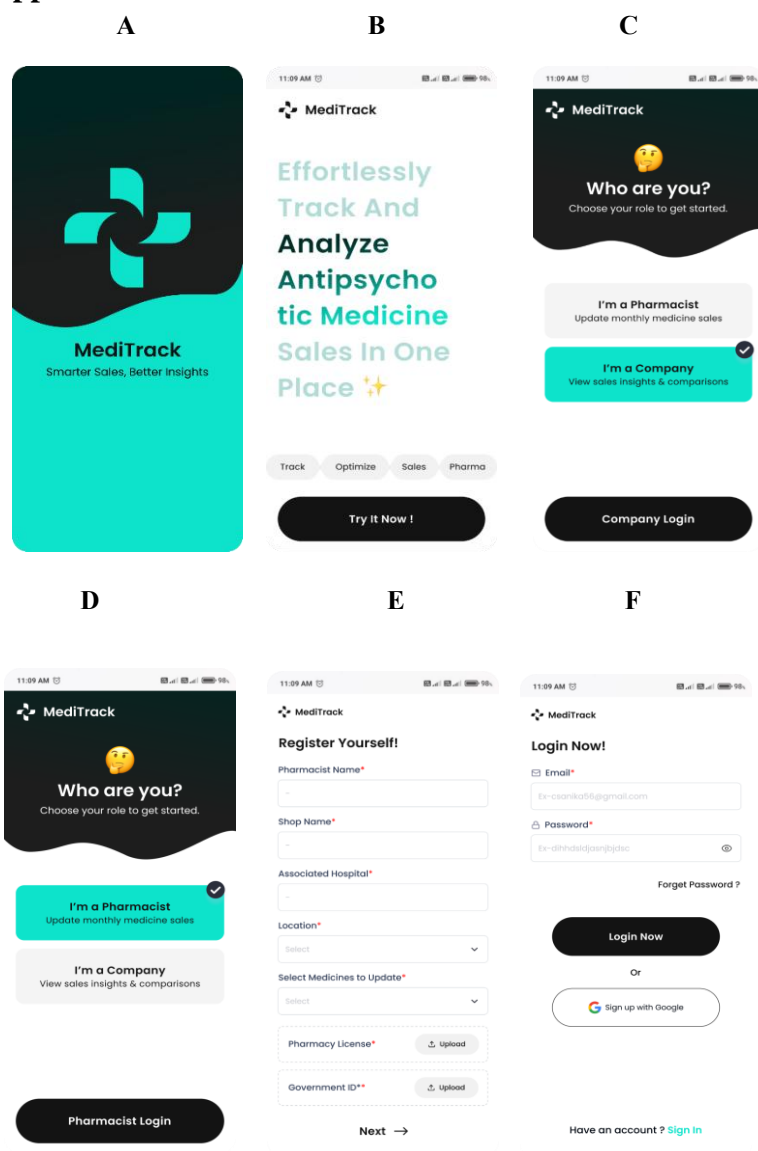 A
B
C
MediTrack
Smarter Sales, Better Insights
11:09 AM
MediTrack
Effortlessly
Track And
Analyze
Antipsycho
tic Medicine
Sales In One
Place ✨
Track Optimize Sales Pharma
Try It Now !
11:09 AM
MediTrack
🤔
Who are you?
Choose your role to get started.
I'm a Pharmacist
Update monthly medicine sales
I'm a Company
View sales insights & comparisons
Company Login
D
E
F
11:09 AM
MediTrack
🤔
Who are you?
Choose your role to get started.
I'm a Pharmacist
Update monthly medicine sales
I'm a Company
View sales insights & comparisons
Pharmacist Login
11:09 AM
MediTrack
Register Yourself!
Pharmacist Name*
-
Shop Name*
-
Associated Hospital*
-
Location*
Select
Select Medicines to Update*
Select
Pharmacy License* Upload
Government ID** Upload
Next →
11:09 AM
MediTrack
Login Now!
Email*
Ex-csanika66@gmail.com
Password*
Forget Password ?
Login Now
Or
Sign up with Google
Have an account ? Sign In